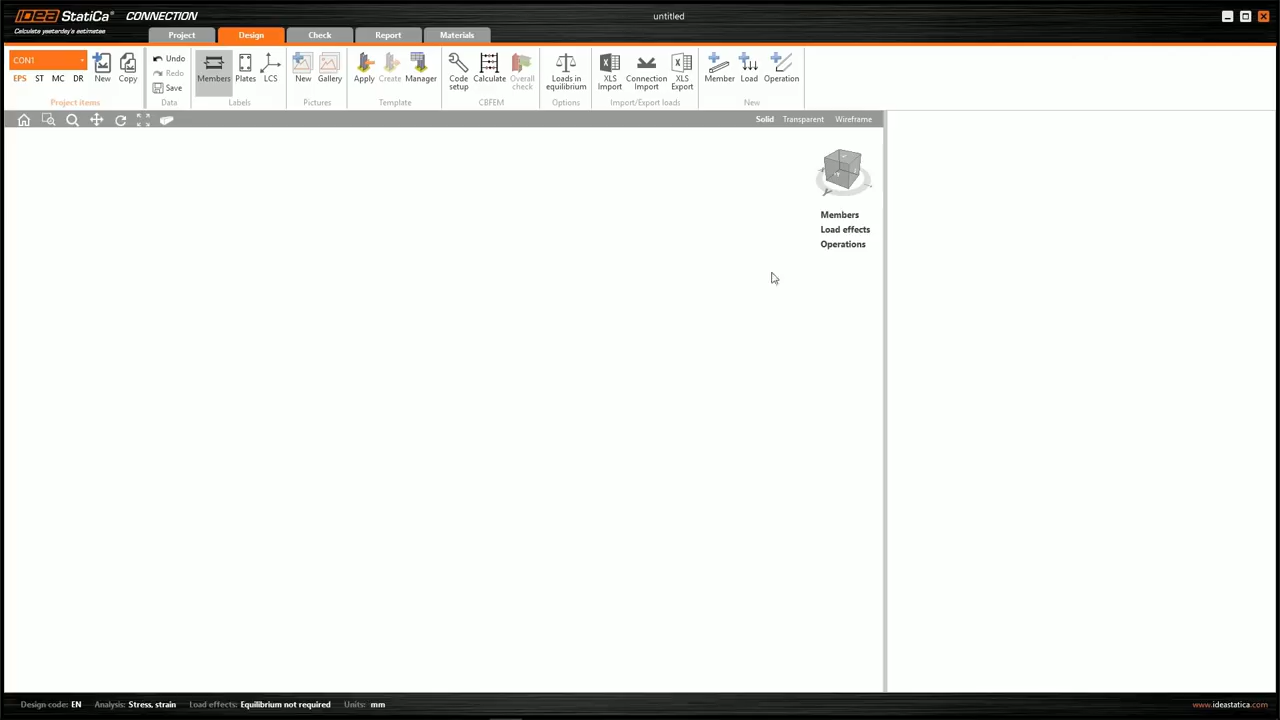 IDEA StatiCa® CONNECTION
Calculate yesterday's estimates
untitled
Project Design Check Report Materials
CON1
EPS ST MC DR New Copy
Undo
Redo
Save
Members Plates LCS
New Gallery
Apply Create Manager
Code setup Calculate Overall check
Loads in equilibrium
XLS Import Connection Import XLS Export
Member Load Operation
Project items Data Labels Pictures Template CBFEM Options Import/Export loads New
Solid Transparent Wireframe
Members
Load effects
Operations
Design code: EN Analysis: Stress, strain Load effects: Equilibrium not required Units: mm
www.ideastatica.com